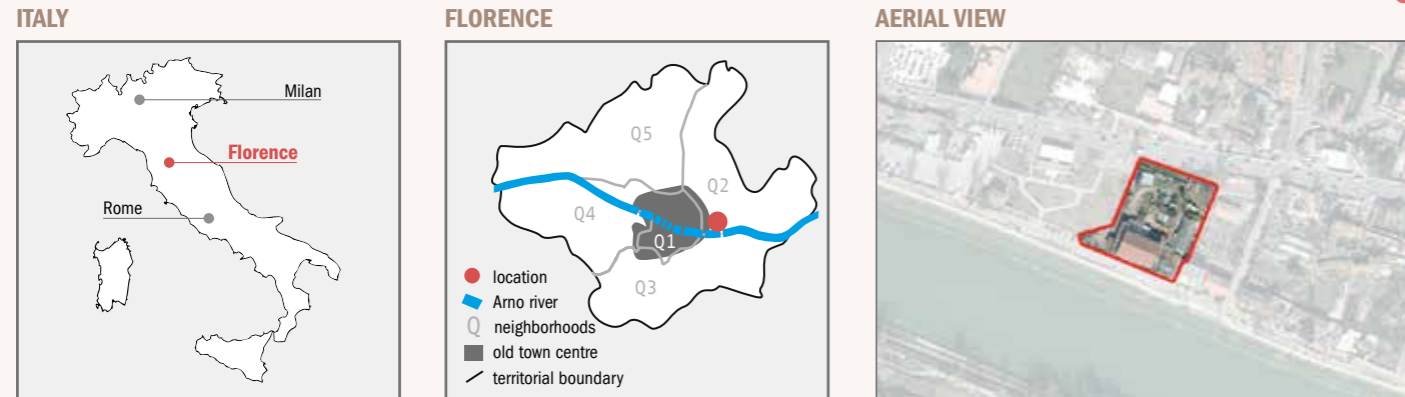 ITALY
Milan
Florence
Rome
FLORENCE
Q5
Q2
Q4
Q1
Q3
location
Arno river
Q neighborhoods
old town centre
territorial boundary
AERIAL VIEW